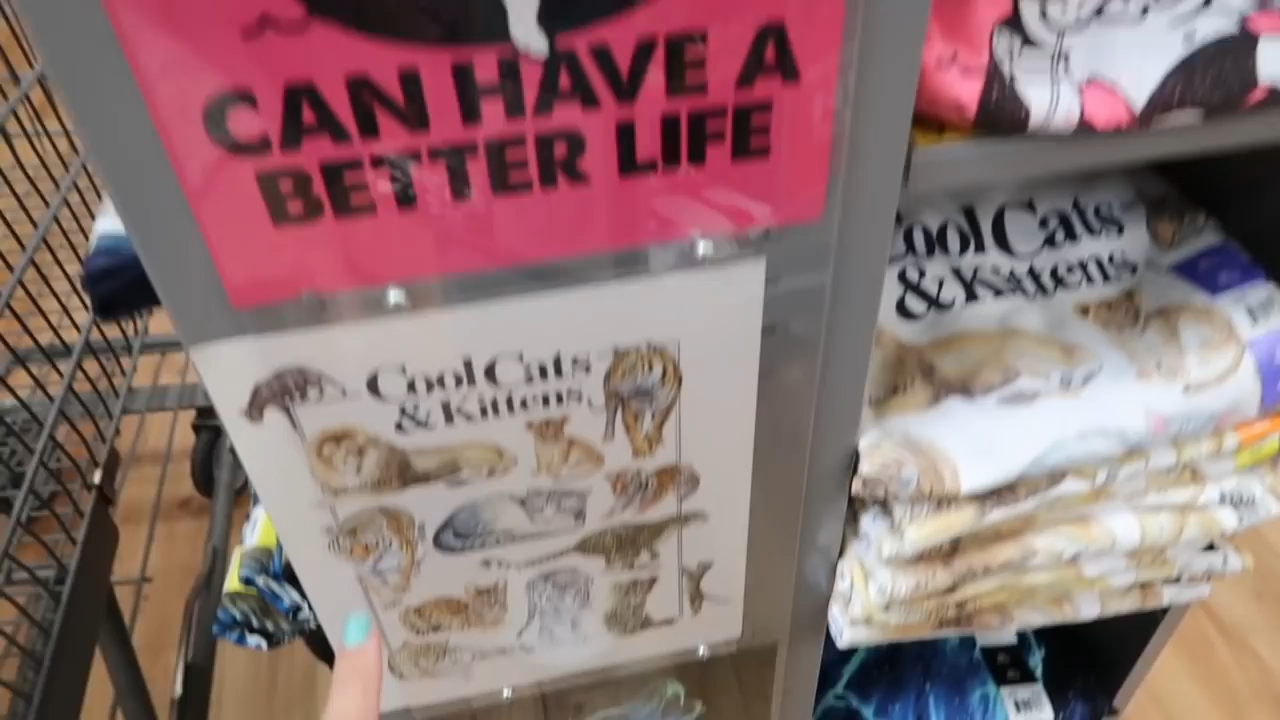 CAN HAVE A
BETTER LIFE
Cool Cats
& Kittens
Cool Cats
& Kittens